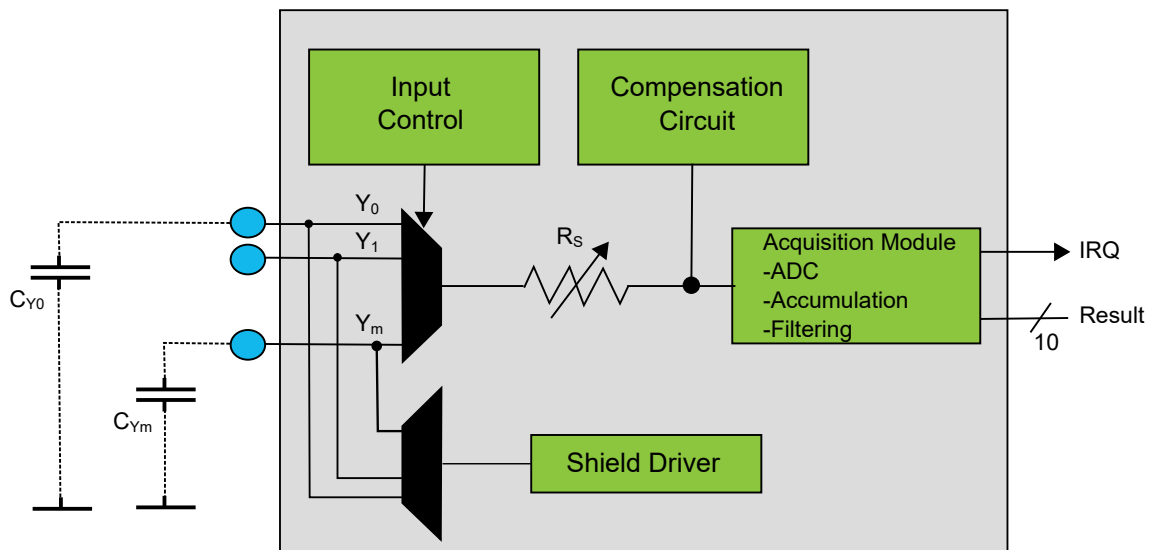 Input
Control
Compensation
Circuit
Y0
Y1
Ym
RS
CY0
CYm
Acquisition Module
-ADC
-Accumulation
-Filtering
IRQ
Result
10
Shield Driver